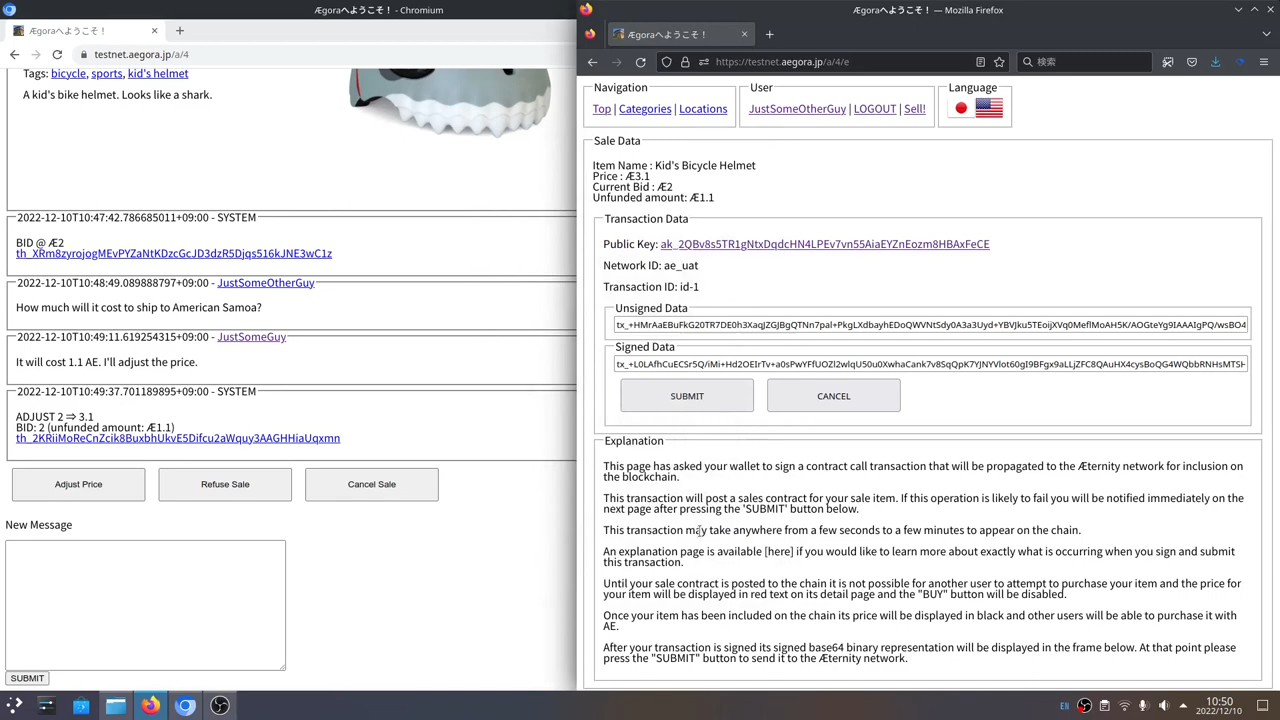 Ægoraへようこそ! - Chromium
Ægoraへようこそ!
testnet.aegora.jp/a/4
Tags: bicycle, sports, kid's helmet
A kid's bike helmet. Looks like a shark.
2022-12-10T10:47:42.786685011+09:00 - SYSTEM
BID @ Æ2
th_XRm8zyrojogMEvPYZaNtKDzcGcJD3dzR5Djqs516kJNE3wC1z
2022-12-10T10:48:49.089888797+09:00 - JustSomeOtherGuy
How much will it cost to ship to American Samoa?
2022-12-10T10:49:11.619254315+09:00 - JustSomeGuy
It will cost 1.1 AE. I'll adjust the price.
2022-12-10T10:49:37.701189895+09:00 - SYSTEM
ADJUST 2 ⇒ 3.1
BID: 2 (unfunded amount: Æ1.1)
th_2KRiiMoReCnZcik8BuxbhUkvE5Difcu2aWquy3AAGHHiaUqxmn
Adjust Price
Refuse Sale
Cancel Sale
New Message
SUBMIT
Ægoraへようこそ! — Mozilla Firefox
Ægoraへようこそ!
https://testnet.aegora.jp/a/4/e
検索
Navigation
Top | Categories | Locations
User
JustSomeOtherGuy | LOGOUT | Sell!
Language
Sale Data
Item Name : Kid's Bicycle Helmet
Price : Æ3.1
Current Bid : Æ2
Unfunded amount: Æ1.1
Transaction Data
Public Key: ak_2QBv8s5TR1gNtxDqdcHN4LPEv7vn55AiaEYZnEozm8HBAxFeCE
Network ID: ae_uat
Transaction ID: id-1
Unsigned Data
tx_+HMrAaEBuFkG20TR7DE0h3XaqJZGJBgQTNn7pal+PkgLXdbayhEDoQWVNtSdy0A3a3Uyd+YBVJku5TEoijXVq0MeflMoAH5K/AOGteYg9IAAAIgPQ/wsBO4
Signed Data
tx_+L0LAfhCuECSr5Q/iMi+Hd2OEIrTv+a0sPwYFfUOZl2wlqU50u0XwhaCank7v8SqQpK7YJNYVlot60gI9BFgx9aLLjZFC8QAuHX4cysBoQG4WQbbRNHsMTSH
SUBMIT
CANCEL
Explanation
This page has asked your wallet to sign a contract call transaction that will be propagated to the Æternity network for inclusion on
the blockchain.
This transaction will post a sales contract for your sale item. If this operation is likely to fail you will be notified immediately on the
next page after pressing the 'SUBMIT' button below.
This transaction may take anywhere from a few seconds to a few minutes to appear on the chain.
An explanation page is available [here] if you would like to learn more about exactly what is occurring when you sign and submit
this transaction.
Until your sale contract is posted to the chain it is not possible for another user to attempt to purchase your item and the price for
your item will be displayed in red text on its detail page and the "BUY" button will be disabled.
Once your item has been included on the chain its price will be displayed in black and other users will be able to purchase it with
AE.
After your transaction is signed its signed base64 binary representation will be displayed in the frame below. At that point please
press the "SUBMIT" button to send it to the Æternity network.
EN
10:50
2022/12/10